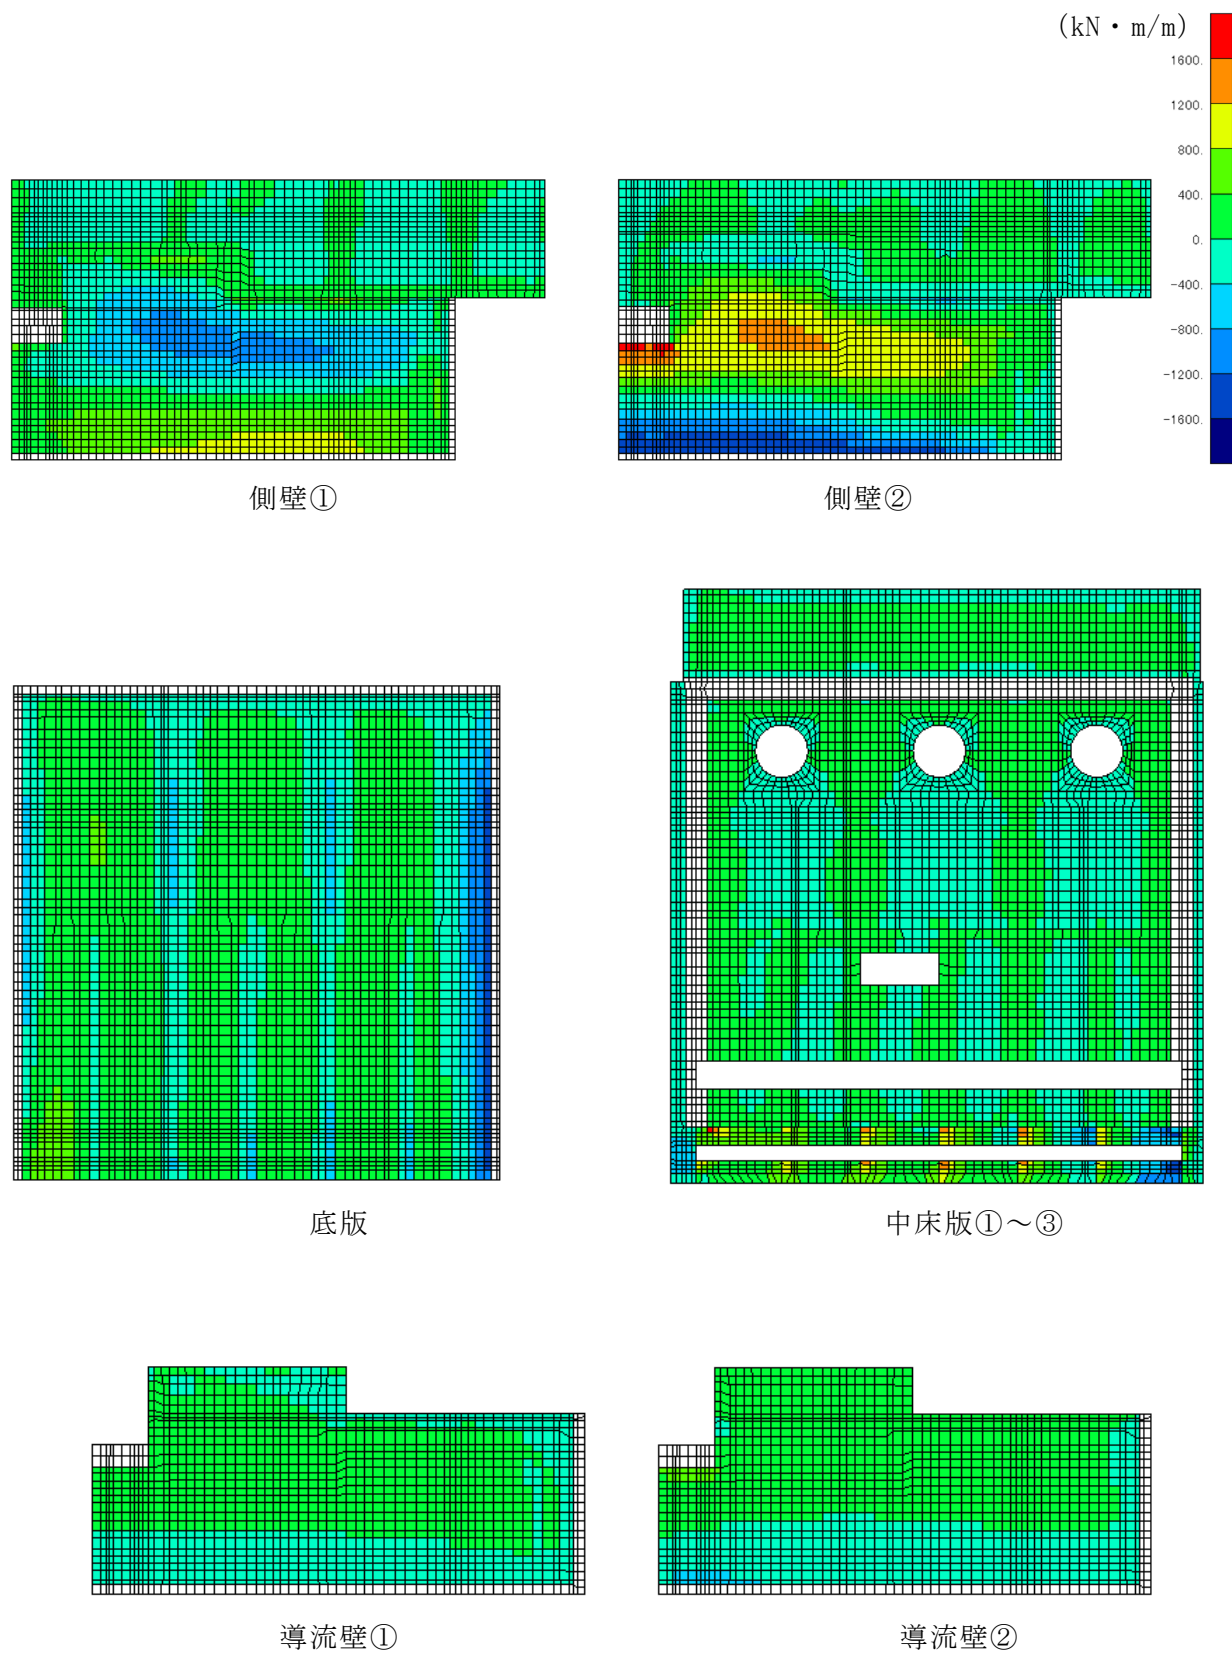 (kN・m/m)
1600.
1200.
800.
400.
0.
-400.
-800.
-1200.
-1600.
側壁①
側壁②
底版
中床版①～③
導流壁①
導流壁②